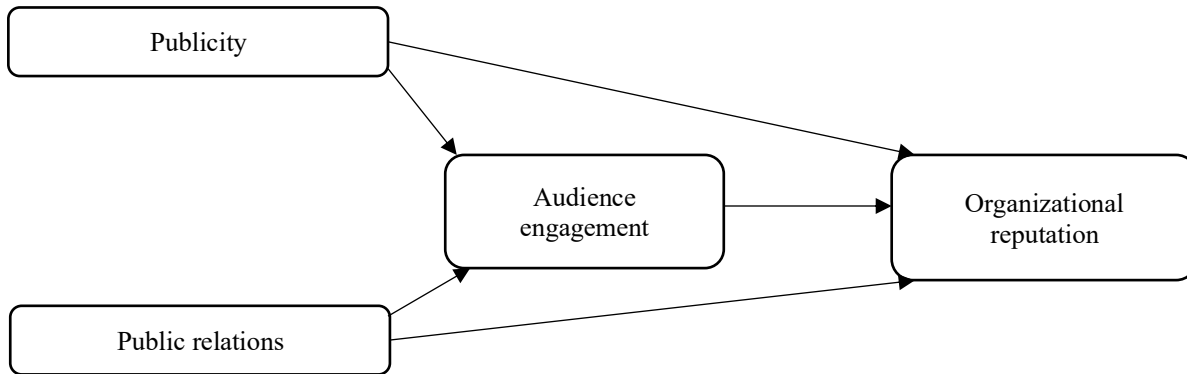 Publicity
Audience
engagement
Organizational
reputation
Public relations